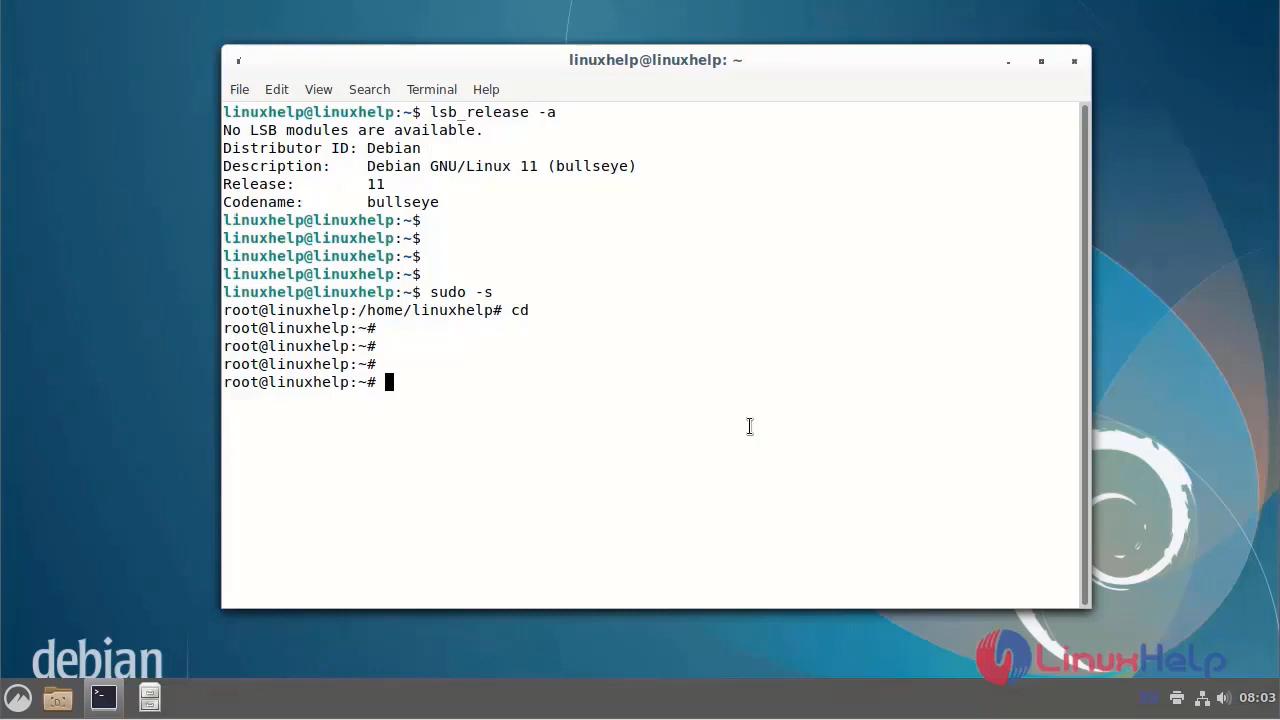 linuxhelp@linuxhelp: ~
File Edit View Search Terminal Help
linuxhelp@linuxhelp:~$ lsb_release -a
No LSB modules are available.
Distributor ID: Debian
Description:    Debian GNU/Linux 11 (bullseye)
Release:        11
Codename:       bullseye
linuxhelp@linuxhelp:~$
linuxhelp@linuxhelp:~$
linuxhelp@linuxhelp:~$
linuxhelp@linuxhelp:~$
linuxhelp@linuxhelp:~$ sudo -s
root@linuxhelp:/home/linuxhelp# cd
root@linuxhelp:~#
root@linuxhelp:~#
root@linuxhelp:~#
root@linuxhelp:~#
debian
LinuxHelp
08:03